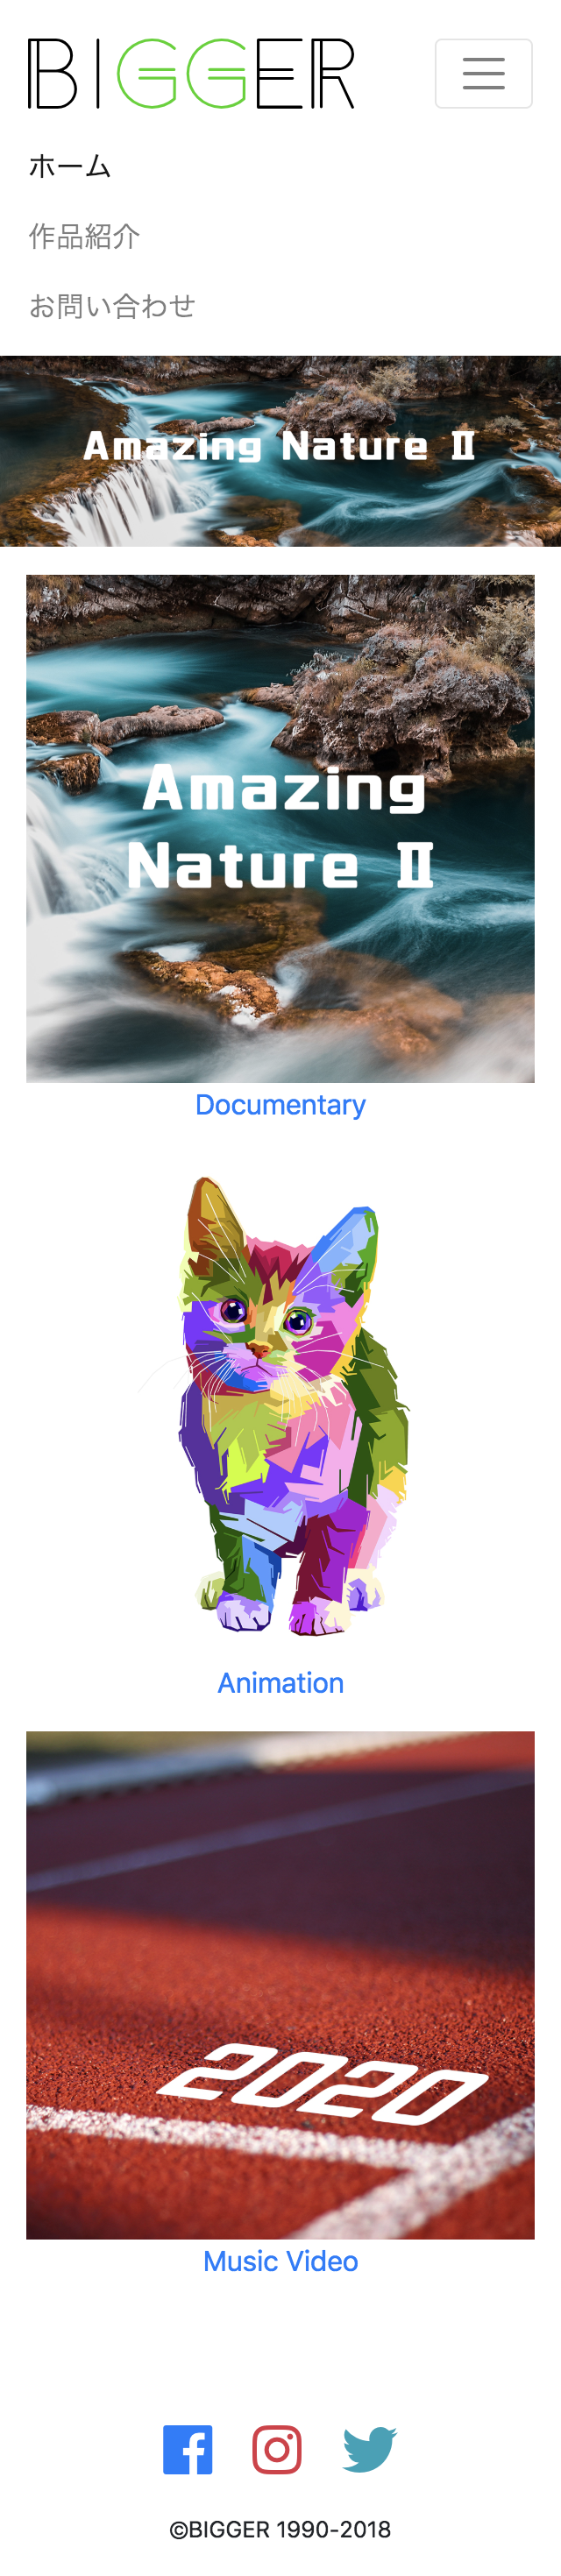 BIGGER
ホーム
作品紹介
お問い合わせ
Amazing Nature Ⅱ
Amazing
Nature Ⅱ
Documentary
Animation
2020
Music Video
©BIGGER 1990-2018